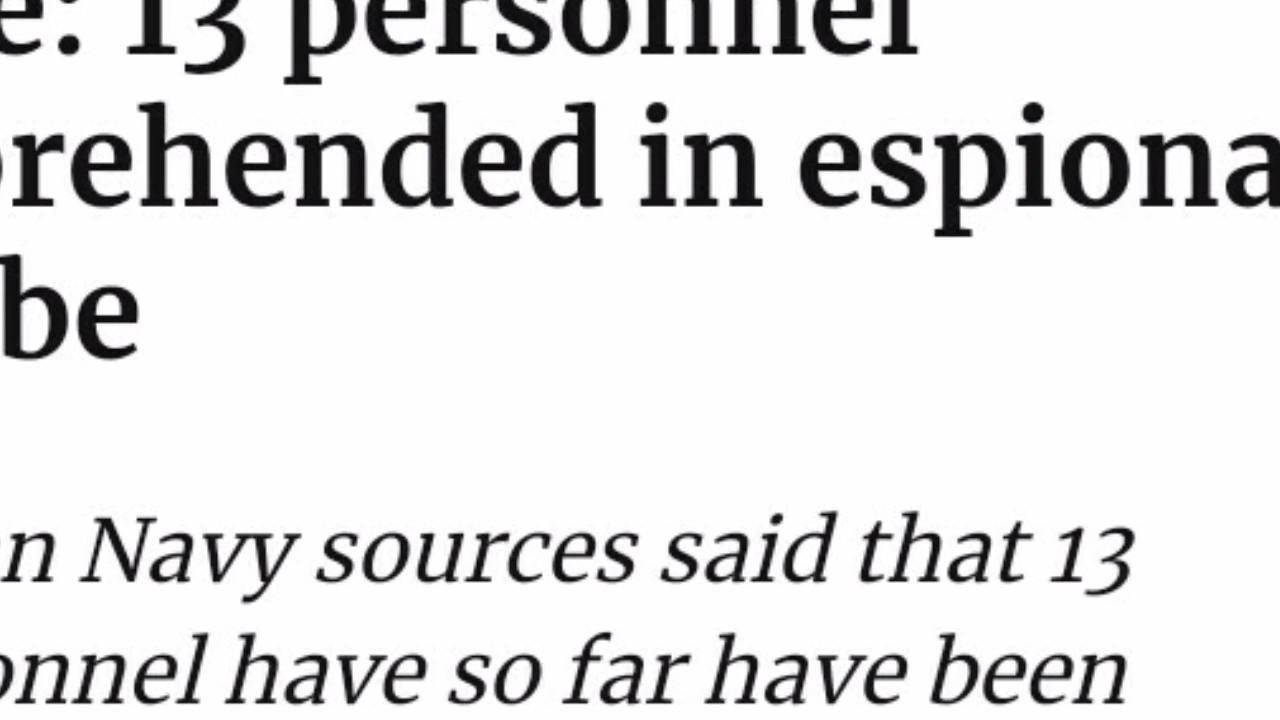 e: 13 personnel
prehended in espiona
be
n Navy sources said that 13
onnel have so far have been